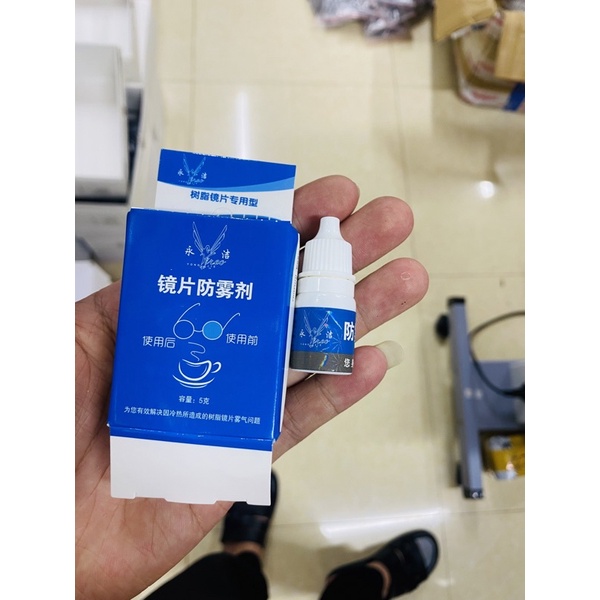 永 洁
树脂镜片专用型
永 洁
镜片防雾剂
使用后 使用前
容量：5克
为您有效解决因冷热所造成的树脂镜片雾气问题
永 洁
防